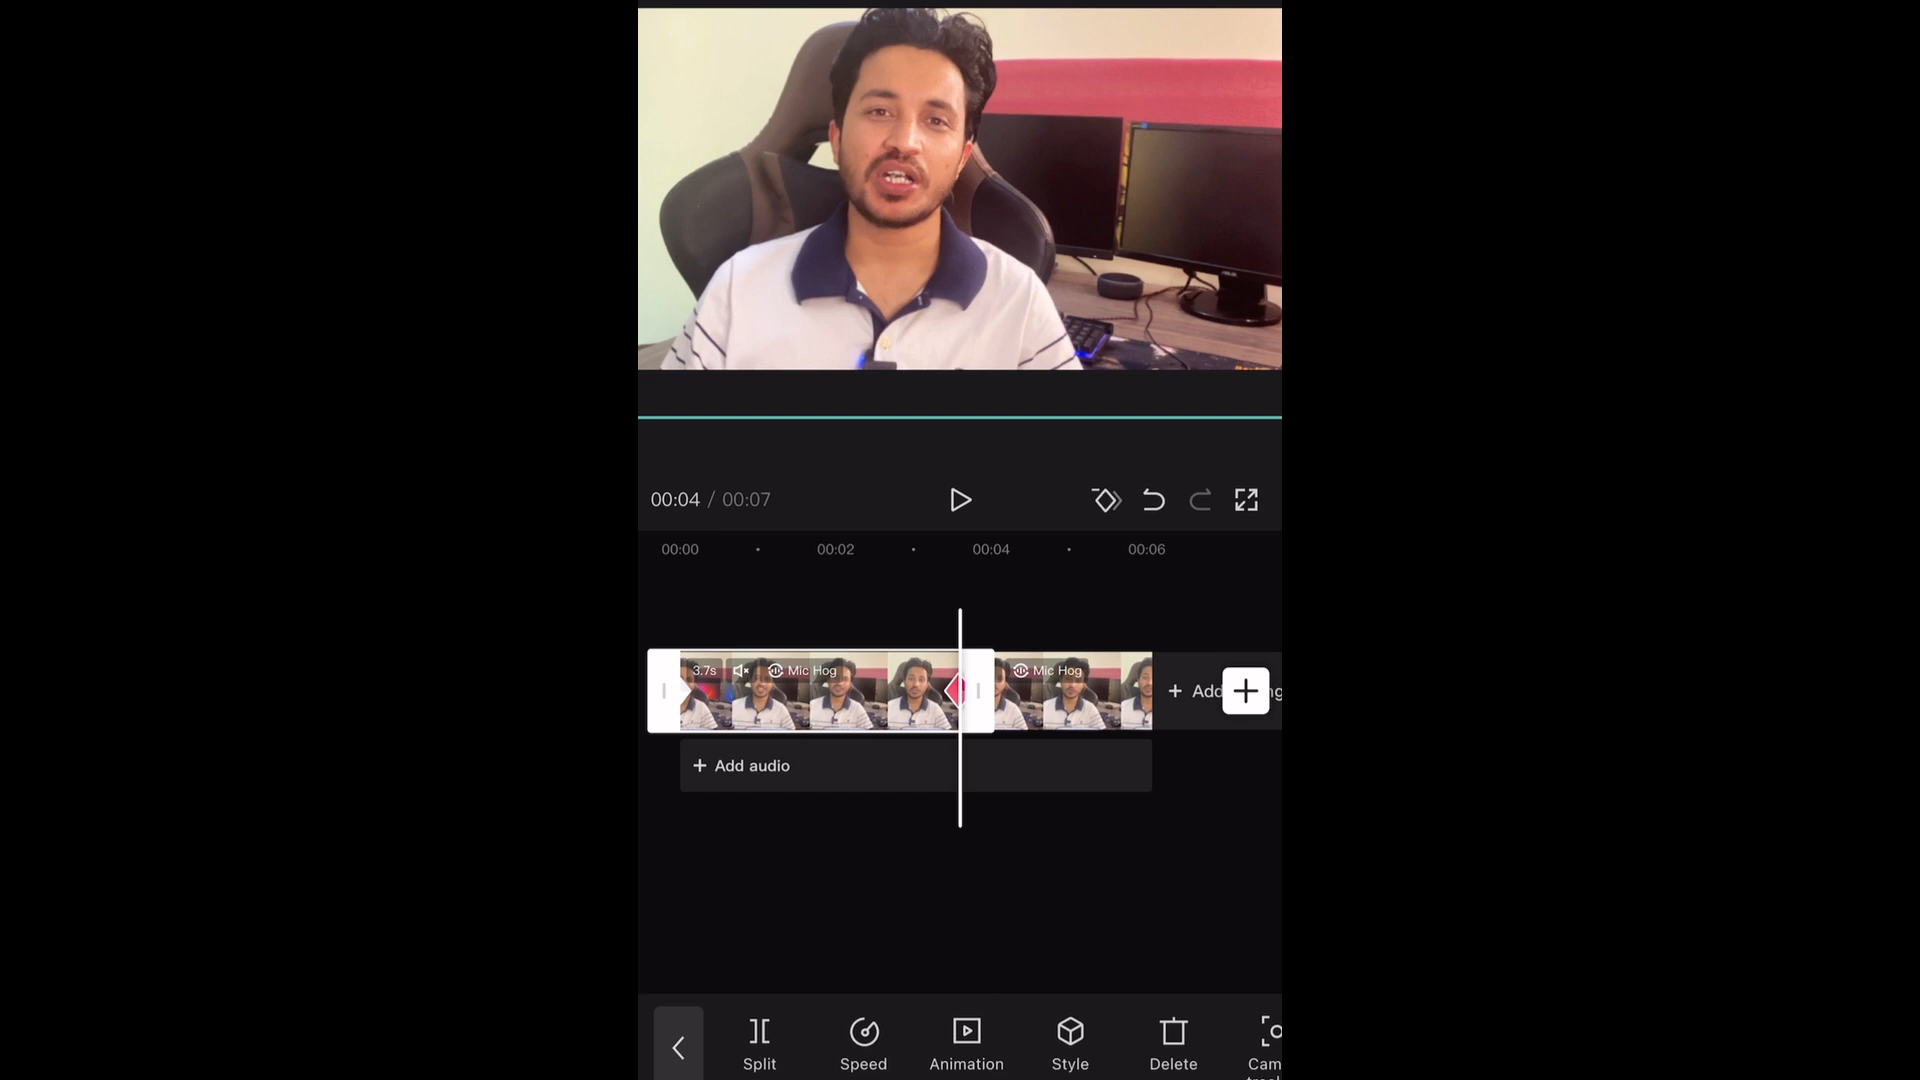 00:04 / 00:07
00:00 00:02 00:04 00:06
3.7s Mic Hog Mic Hog
+ Add
+ Add audio
Split Speed Animation Style Delete Cam